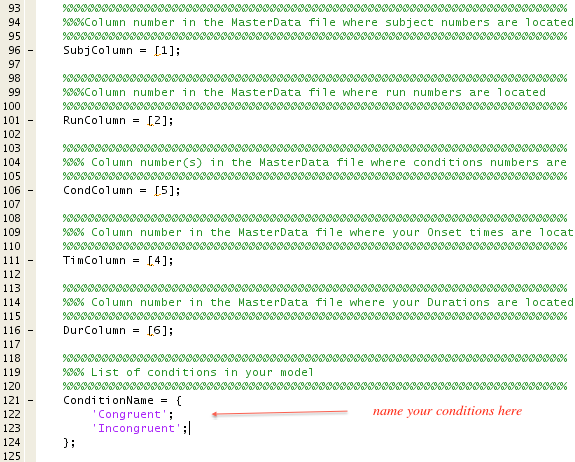 93 %%%%%%%%%%%%%%%%%%%%%%%%%%%%%%%%%%%%%%%%%%%%%%%%%%%%%%%%%%%%%%%%%%%%%%%%%%
94 %%%Column number in the MasterData file where subject numbers are located
95 %%%%%%%%%%%%%%%%%%%%%%%%%%%%%%%%%%%%%%%%%%%%%%%%%%%%%%%%%%%%%%%%%%%%%%%%%%
96 – SubjColumn = [1];
97
98 %%%%%%%%%%%%%%%%%%%%%%%%%%%%%%%%%%%%%%%%%%%%%%%%%%%%%%%%%%%%%%%%%%%%%%%%%%
99 %%%Column number in the MasterData file where run numbers are located
100 %%%%%%%%%%%%%%%%%%%%%%%%%%%%%%%%%%%%%%%%%%%%%%%%%%%%%%%%%%%%%%%%%%%%%%%%%%
101 – RunColumn = [2];
102
103 %%%%%%%%%%%%%%%%%%%%%%%%%%%%%%%%%%%%%%%%%%%%%%%%%%%%%%%%%%%%%%%%%%%%%%%%%%
104 %%% Column number(s) in the MasterData file where conditions numbers are
105 %%%%%%%%%%%%%%%%%%%%%%%%%%%%%%%%%%%%%%%%%%%%%%%%%%%%%%%%%%%%%%%%%%%%%%%%%%
106 – CondColumn = [5];
107
108 %%%%%%%%%%%%%%%%%%%%%%%%%%%%%%%%%%%%%%%%%%%%%%%%%%%%%%%%%%%%%%%%%%%%%%%%%%
109 %%% Column number in the MasterData file where your Onset times are locat
110 %%%%%%%%%%%%%%%%%%%%%%%%%%%%%%%%%%%%%%%%%%%%%%%%%%%%%%%%%%%%%%%%%%%%%%%%%%
111 – TimColumn = [4];
112
113 %%%%%%%%%%%%%%%%%%%%%%%%%%%%%%%%%%%%%%%%%%%%%%%%%%%%%%%%%%%%%%%%%%%%%%%%%%
114 %%% Column number in the MasterData file where your Durations are located
115 %%%%%%%%%%%%%%%%%%%%%%%%%%%%%%%%%%%%%%%%%%%%%%%%%%%%%%%%%%%%%%%%%%%%%%%%%%
116 – DurColumn = [6];
117
118 %%%%%%%%%%%%%%%%%%%%%%%%%%%%%%%%%%%%%%%%%%%%%%%%%%%%%%%%%%%%%%%%%%%%%%%%%%
119 %%% List of conditions in your model
120 %%%%%%%%%%%%%%%%%%%%%%%%%%%%%%%%%%%%%%%%%%%%%%%%%%%%%%%%%%%%%%%%%%%%%%%%%%
121 – ConditionName = {
122 'Congruent'; name your conditions here
123 'Incongruent';
124 };
125